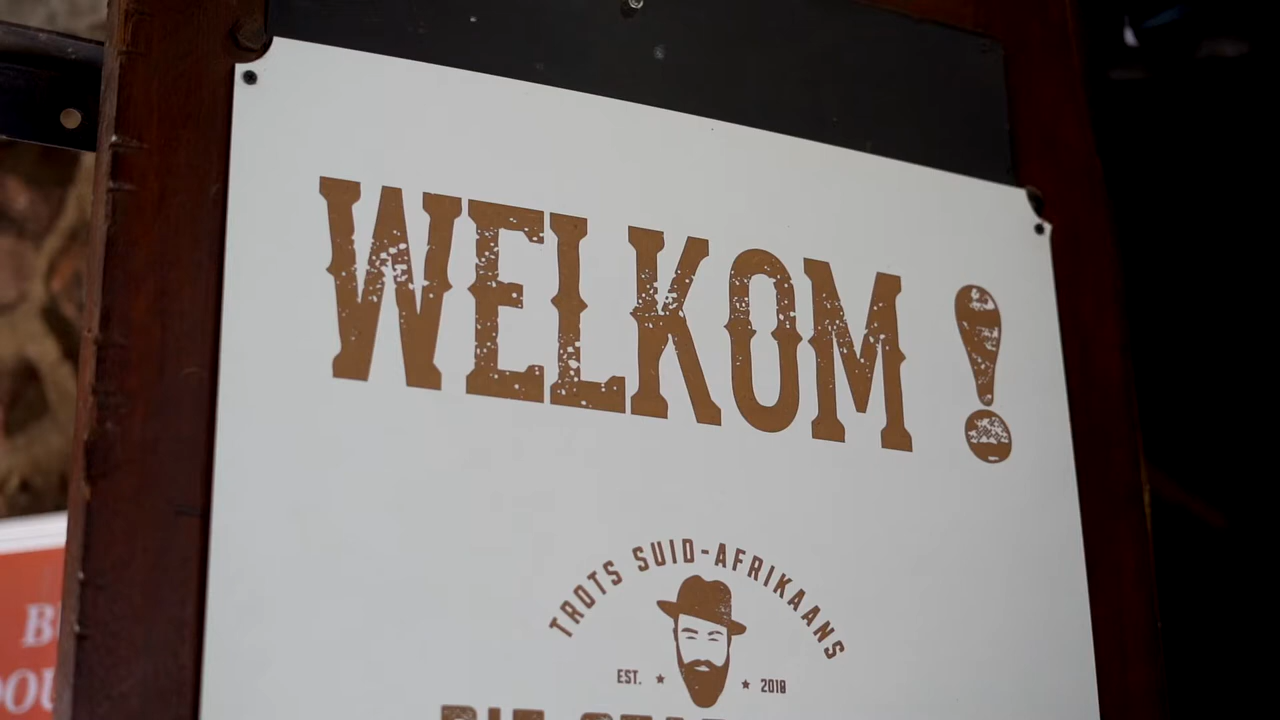 WELKOM !
TROTS SUID-AFRIKAANS
EST. ★ ★ 2018